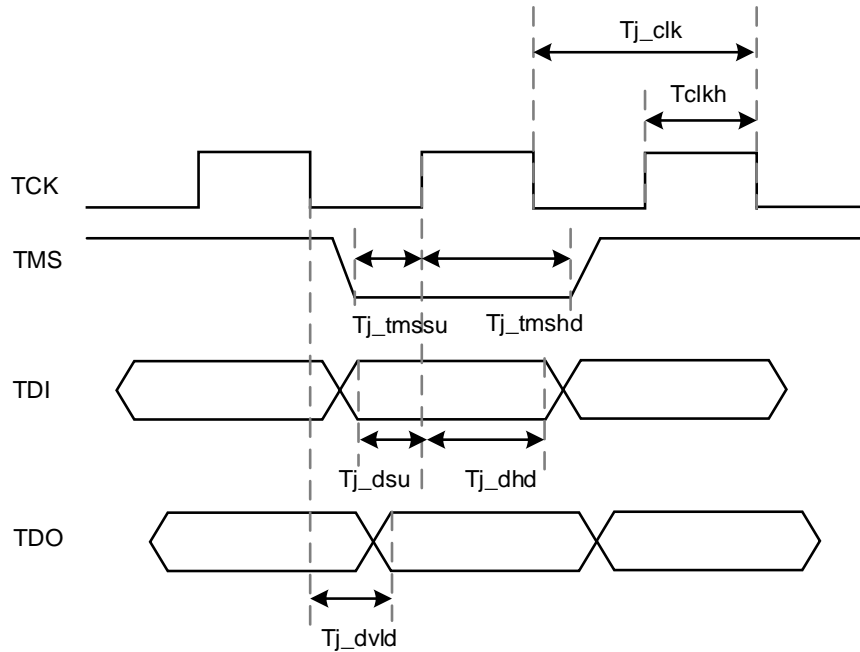 Tj_clk
Tclkh
TCK
TMS
Tj_tmssu
Tj_tmshd
TDI
Tj_dsu
Tj_dhd
TDO
Tj_dvld